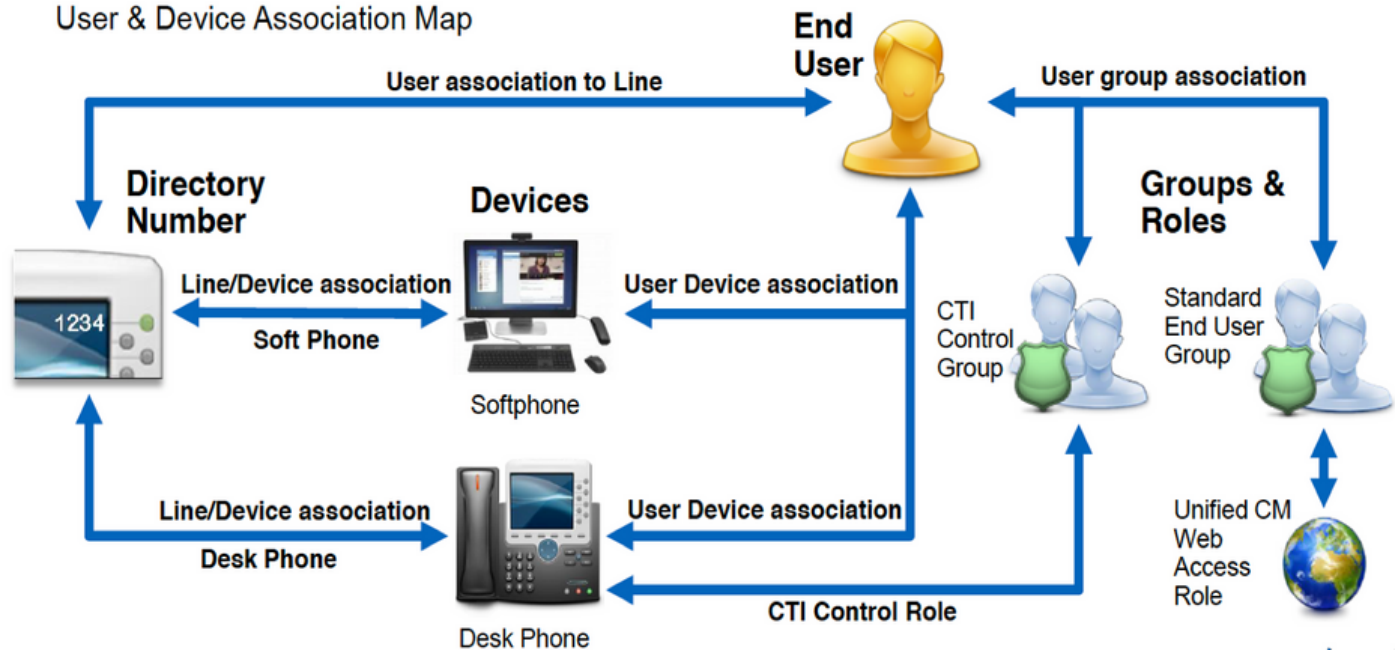 User & Device Association Map
End
User
User association to Line
User group association
Directory
Number
Devices
Groups &
Roles
1234
Line/Device association
Soft Phone
User Device association
Softphone
CTI
Control
Group
Standard
End User
Group
Line/Device association
Desk Phone
User Device association
Unified CM
Web
Access
Role
CTI Control Role
Desk Phone